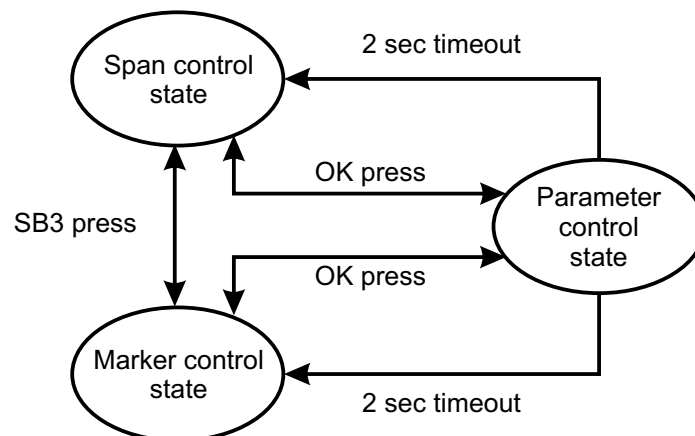 2 sec timeout
Span control
state
OK press
SB3 press
Parameter
control
state
OK press
Marker control
state
2 sec timeout